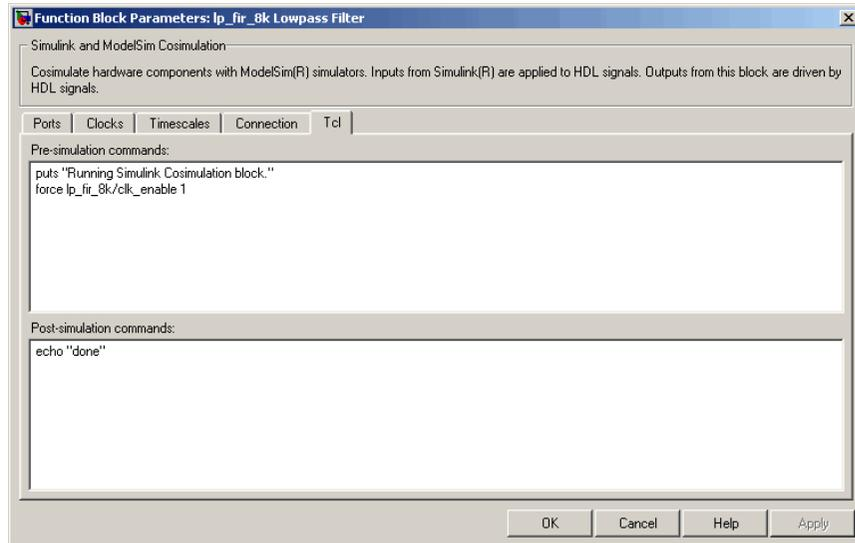 Function Block Parameters: lp_fir_8k Lowpass Filter
Simulink and ModelSim Cosimulation
Cosimulate hardware components with ModelSim(R) simulators. Inputs from Simulink(R) are applied to HDL signals. Outputs from this block are driven by
HDL signals.
Ports Clocks Timescales Connection Tcl
Pre-simulation commands:
puts "Running Simulink Cosimulation block."
force lp_fir_8k/clk_enable 1
Post-simulation commands:
echo "done"
OK Cancel Help Apply